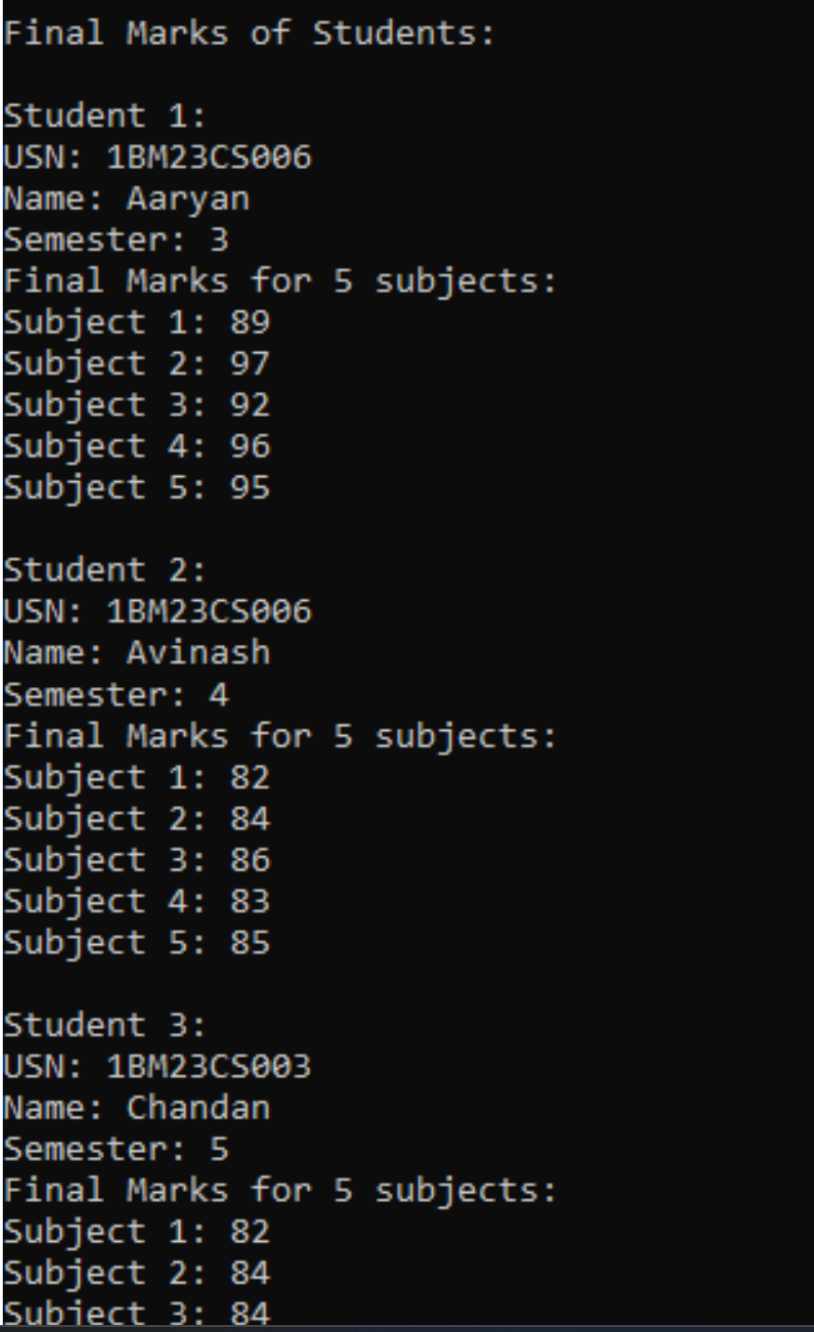 Final Marks of Students:
Student 1:
USN: 1BM23CS006
Name: Aaryan
Semester: 3
Final Marks for 5 subjects:
Subject 1: 89
Subject 2: 97
Subject 3: 92
Subject 4: 96
Subject 5: 95
Student 2:
USN: 1BM23CS006
Name: Avinash
Semester: 4
Final Marks for 5 subjects:
Subject 1: 82
Subject 2: 84
Subject 3: 86
Subject 4: 83
Subject 5: 85
Student 3:
USN: 1BM23CS003
Name: Chandan
Semester: 5
Final Marks for 5 subjects:
Subject 1: 82
Subject 2: 84
Subject 3: 84